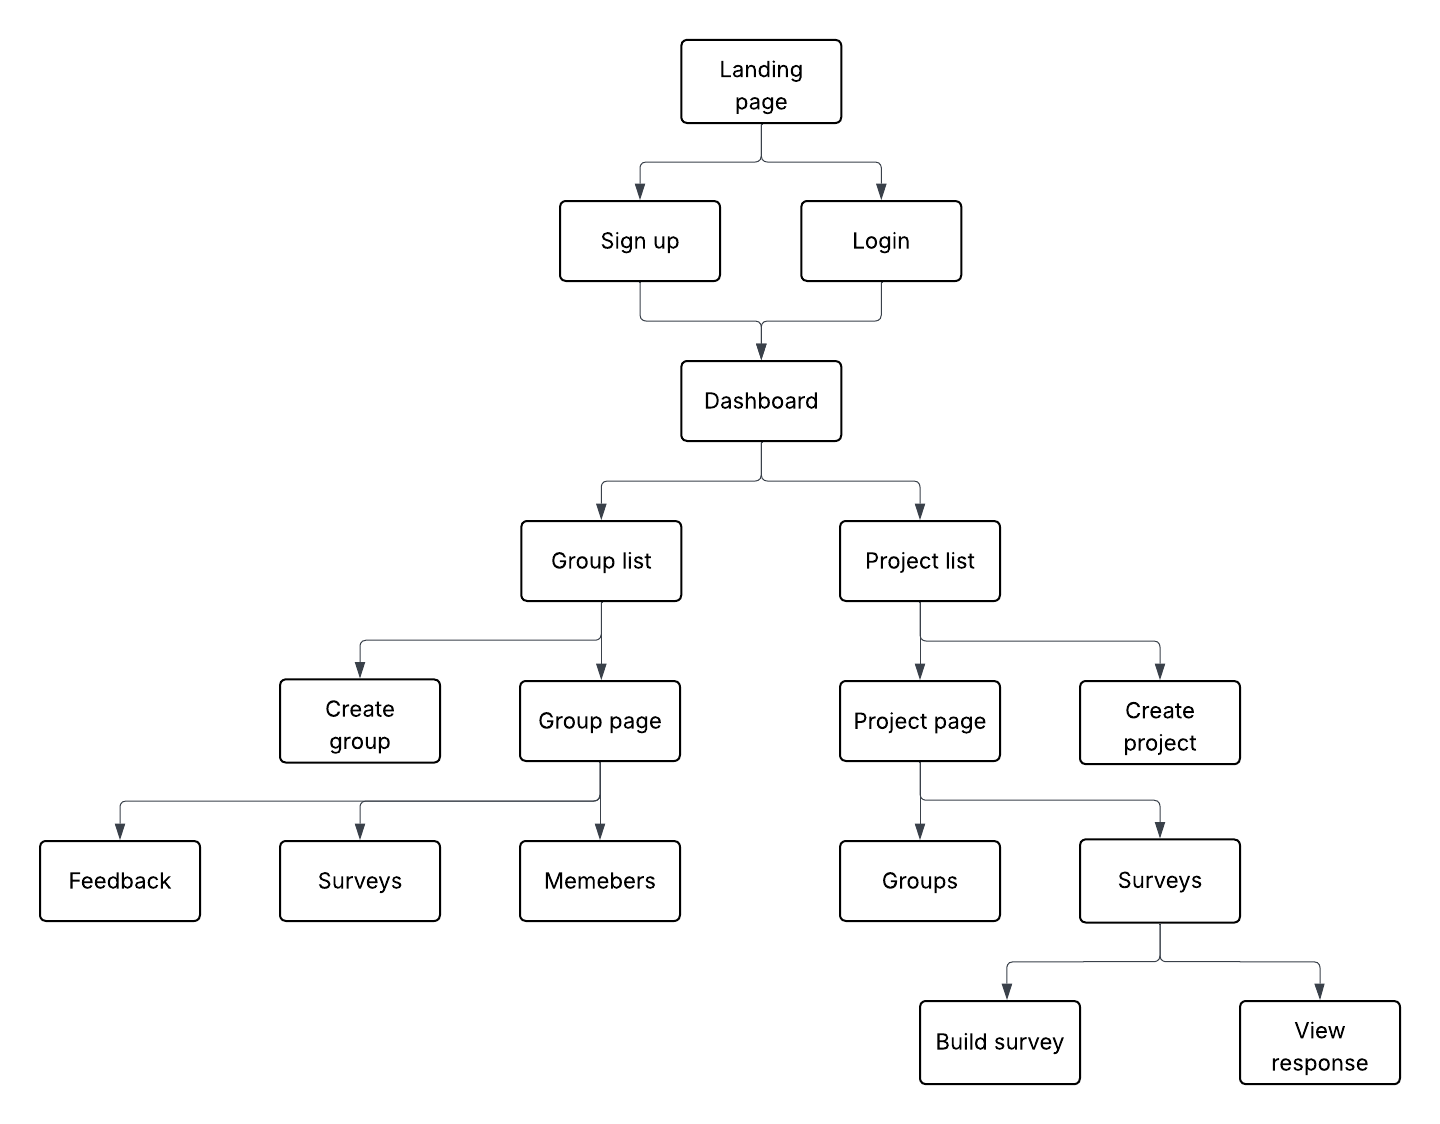 Landing
page
Sign up
Login
Dashboard
Group list
Project list
Create
group
Group page
Project page
Create
project
Feedback
Surveys
Memebers
Groups
Surveys
Build survey
View
response